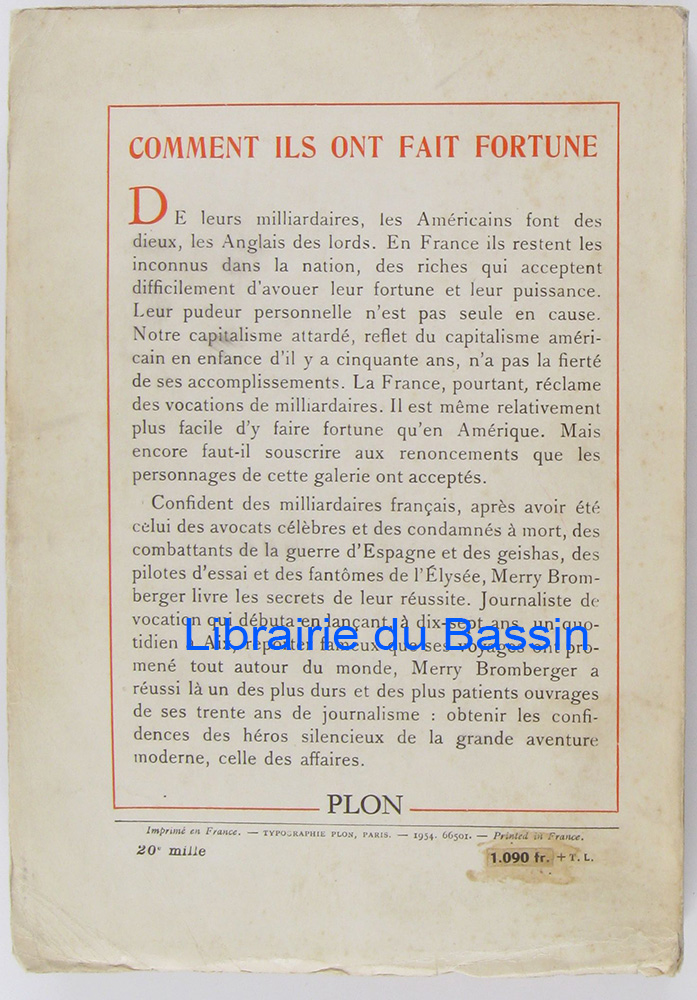 COMMENT ILS ONT FAIT FORTUNE
DE leurs milliardaires, les Américains font des
dieux, les Anglais des lords. En France ils restent les
inconnus dans la nation, des riches qui acceptent
difficilement d'avouer leur fortune et leur puissance.
Leur pudeur personnelle n'est pas seule en cause.
Notre capitalisme attardé, reflet du capitalisme améri-
cain en enfance d'il y a cinquante ans, n'a pas la fierté
de ses accomplissements. La France, pourtant, réclame
des vocations de milliardaires. Il est même relativement
plus facile d'y faire fortune qu'en Amérique. Mais
encore faut-il souscrire aux renoncements que les
personnages de cette galerie ont acceptés.
Confident des milliardaires français, après avoir été
celui des avocats célèbres et des condamnés à mort, des
combattants de la guerre d'Espagne et des geishas, des
pilotes d'essai et des fantômes de l'Élysée, Merry Brom-
berger livre les secrets de leur réussite. Journaliste de
vocation qui débuta en lançant, à dix-sept ans, un quo-
tidien à Aix, reporter fameux que ses voyages ont pro-
Librairie du Bassin
mené tout autour du monde, Merry Bromberger a
réussi là un des plus durs et des plus patients ouvrages
de ses trente ans de journalisme : obtenir les confi-
dences des héros silencieux de la grande aventure
moderne, celle des affaires.
PLON
Imprimé en France. — TYPOGRAPHIE PLON, PARIS. — 1954. 66501. — Printed in France.
20e mille
1.090 fr. + T. L.